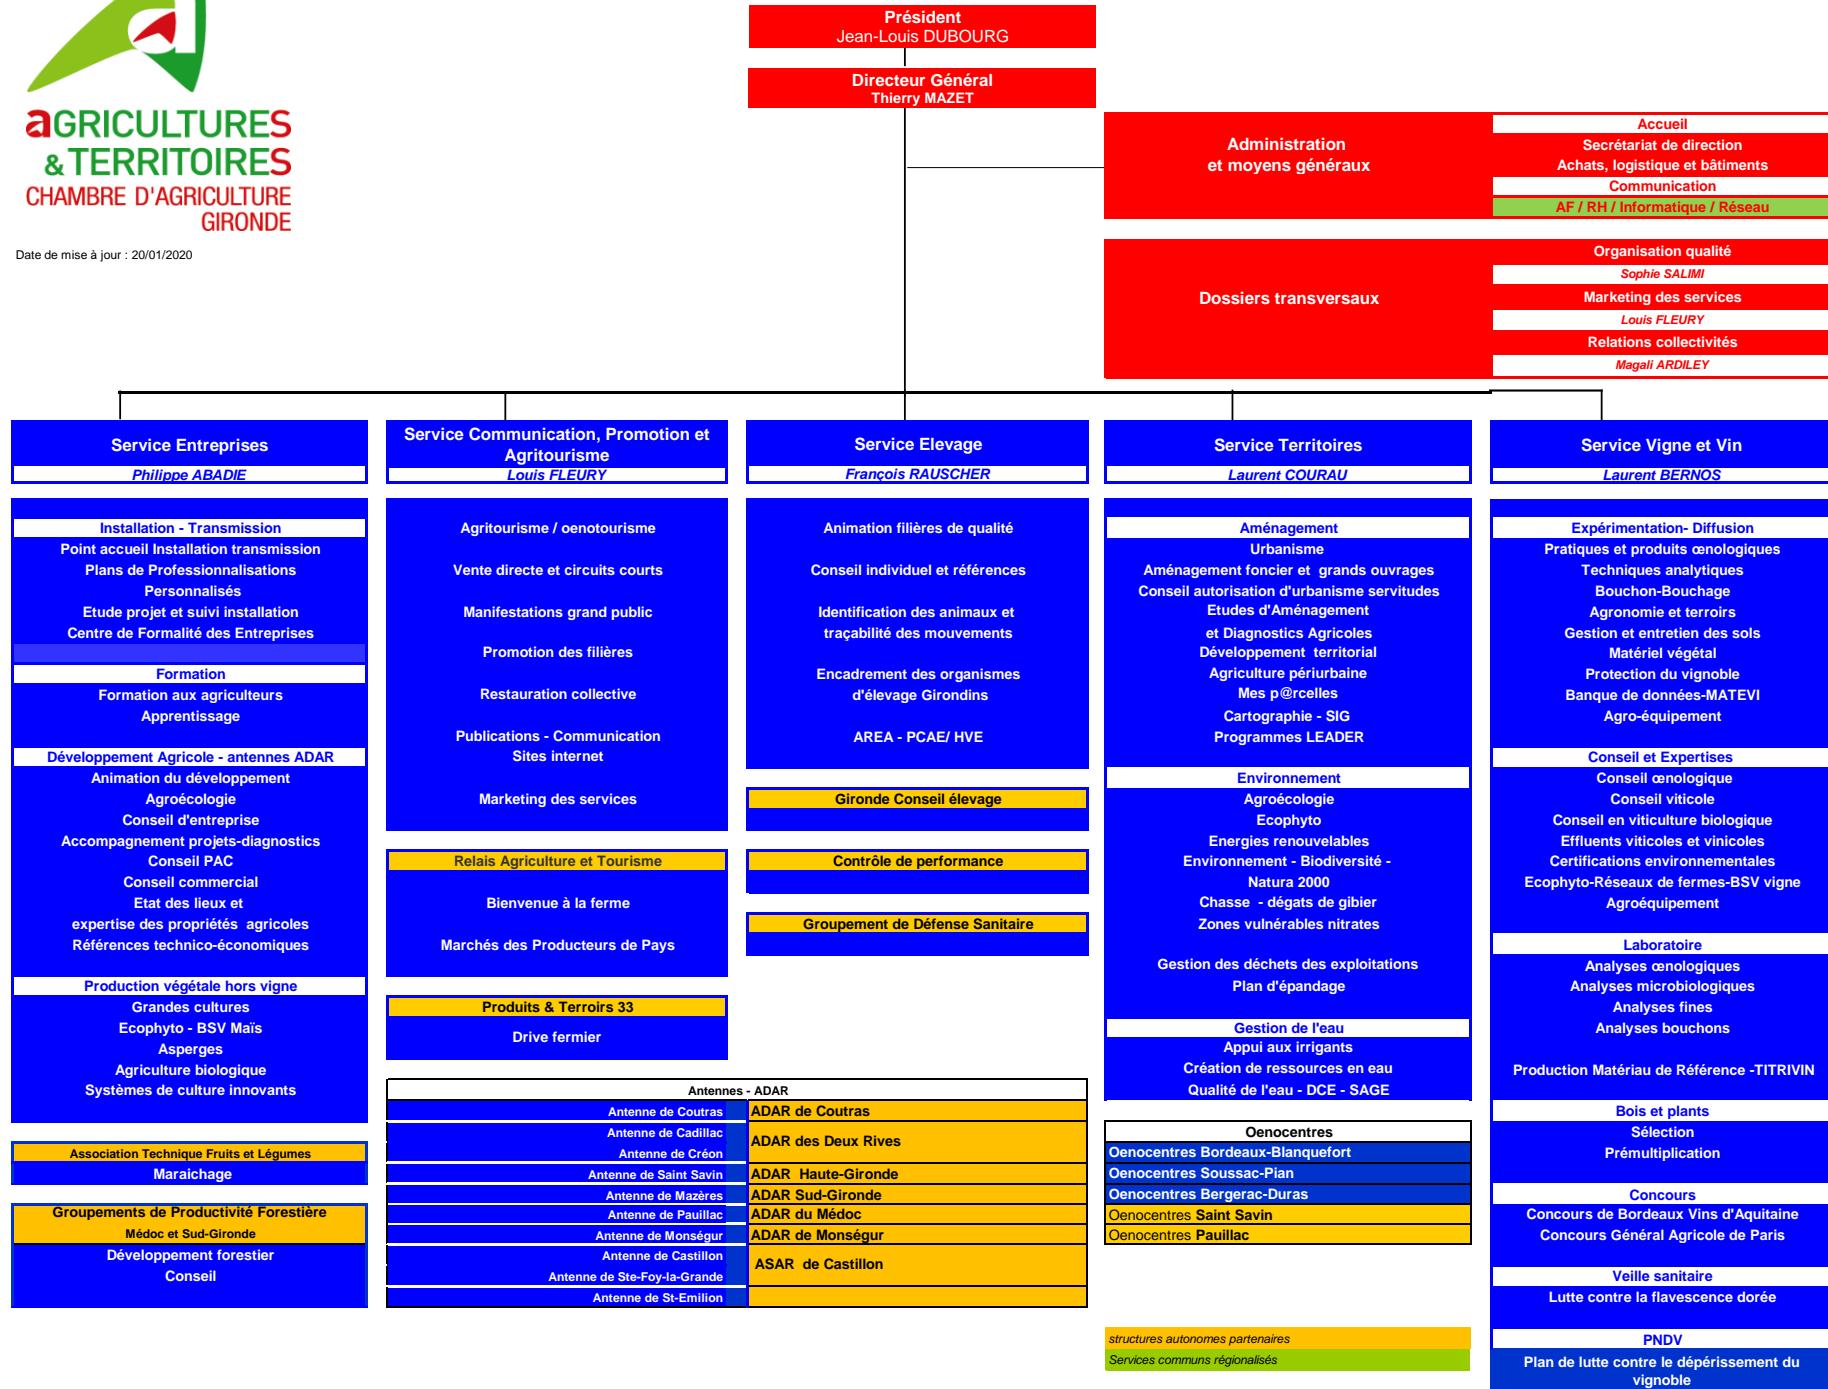 aGRICULTURES
& TERRITOIRES
CHAMBRE D'AGRICULTURE
GIRONDE
Date de mise à jour : 20/01/2020
Président
Jean-Louis DUBOURG
Directeur Général
Thierry MAZET
Administration
et moyens généraux
Accueil
Secrétariat de direction
Achats, logistique et bâtiments
Communication
AF / RH / Informatique / Réseau
Dossiers transversaux
Organisation qualité
Sophie SALIMI
Marketing des services
Louis FLEURY
Relations collectivités
Magali ARDILEY
Service Entreprises
Philippe ABADIE
Installation - Transmission
Point accueil Installation transmission
Plans de Professionnalisations
Personnalisés
Etude projet et suivi installation
Centre de Formalité des Entreprises
Formation
Formation aux agriculteurs
Apprentissage
Développement Agricole - antennes ADAR
Animation du développement
Agroécologie
Conseil d'entreprise
Accompagnement projets-diagnostics
Conseil PAC
Conseil commercial
Etat des lieux et
expertise des propriétés agricoles
Références technico-économiques
Production végétale hors vigne
Grandes cultures
Ecophyto - BSV Maïs
Asperges
Agriculture biologique
Systèmes de culture innovants
Association Technique Fruits et Légumes
Maraichage
Groupements de Productivité Forestière
Médoc et Sud-Gironde
Développement forestier
Conseil
Service Communication, Promotion et
Agritourisme
Louis FLEURY
Agritourisme / oenotourisme
Vente directe et circuits courts
Manifestations grand public
Promotion des filières
Restauration collective
Publications - Communication
Sites internet
Marketing des services
Relais Agriculture et Tourisme
Bienvenue à la ferme
Marchés des Producteurs de Pays
Produits & Terroirs 33
Drive fermier
Service Elevage
François RAUSCHER
Animation filières de qualité
Conseil individuel et références
Identification des animaux et
traçabilité des mouvements
Encadrement des organismes
d'élevage Girondins
AREA - PCAE/ HVE
Gironde Conseil élevage
Contrôle de performance
Groupement de Défense Sanitaire
Antennes - ADAR
Antenne de Coutras
ADAR de Coutras
Antenne de Cadillac
Antenne de Créon
ADAR des Deux Rives
Antenne de Saint Savin
ADAR Haute-Gironde
Antenne de Mazères
ADAR Sud-Gironde
Antenne de Pauillac
ADAR du Médoc
Antenne de Monségur
ADAR de Monségur
Antenne de Castillon
Antenne de Ste-Foy-la-Grande
ASAR de Castillon
Antenne de St-Emilion
Service Territoires
Laurent COURAU
Aménagement
Urbanisme
Aménagement foncier et grands ouvrages
Conseil autorisation d'urbanisme servitudes
Etudes d'Aménagement
et Diagnostics Agricoles
Développement territorial
Agriculture périurbaine
Mes p@rcelles
Cartographie - SIG
Programmes LEADER
Environnement
Agroécologie
Ecophyto
Energies renouvelables
Environnement - Biodiversité -
Natura 2000
Chasse - dégats de gibier
Zones vulnérables nitrates
Gestion des déchets des exploitations
Plan d'épandage
Gestion de l'eau
Appui aux irrigants
Création de ressources en eau
Qualité de l'eau - DCE - SAGE
Oenocentres
Oenocentres Bordeaux-Blanquefort
Oenocentres Soussac-Pian
Oenocentres Bergerac-Duras
Oenocentres Saint Savin
Oenocentres Pauillac
structures autonomes partenaires
Services communs régionalisés
Service Vigne et Vin
Laurent BERNOS
Expérimentation- Diffusion
Pratiques et produits œnologiques
Techniques analytiques
Bouchon-Bouchage
Agronomie et terroirs
Gestion et entretien des sols
Matériel végétal
Protection du vignoble
Banque de données-MATEVI
Agro-équipement
Conseil et Expertises
Conseil œnologique
Conseil viticole
Conseil en viticulture biologique
Effluents viticoles et vinicoles
Certifications environnementales
Ecophyto-Réseaux de fermes-BSV vigne
Agroéquipement
Laboratoire
Analyses œnologiques
Analyses microbiologiques
Analyses fines
Analyses bouchons
Production Matériau de Référence -TITRIVIN
Bois et plants
Sélection
Prémultiplication
Concours
Concours de Bordeaux Vins d'Aquitaine
Concours Général Agricole de Paris
Veille sanitaire
Lutte contre la flavescence dorée
PNDV
Plan de lutte contre le dépérissement du
vignoble